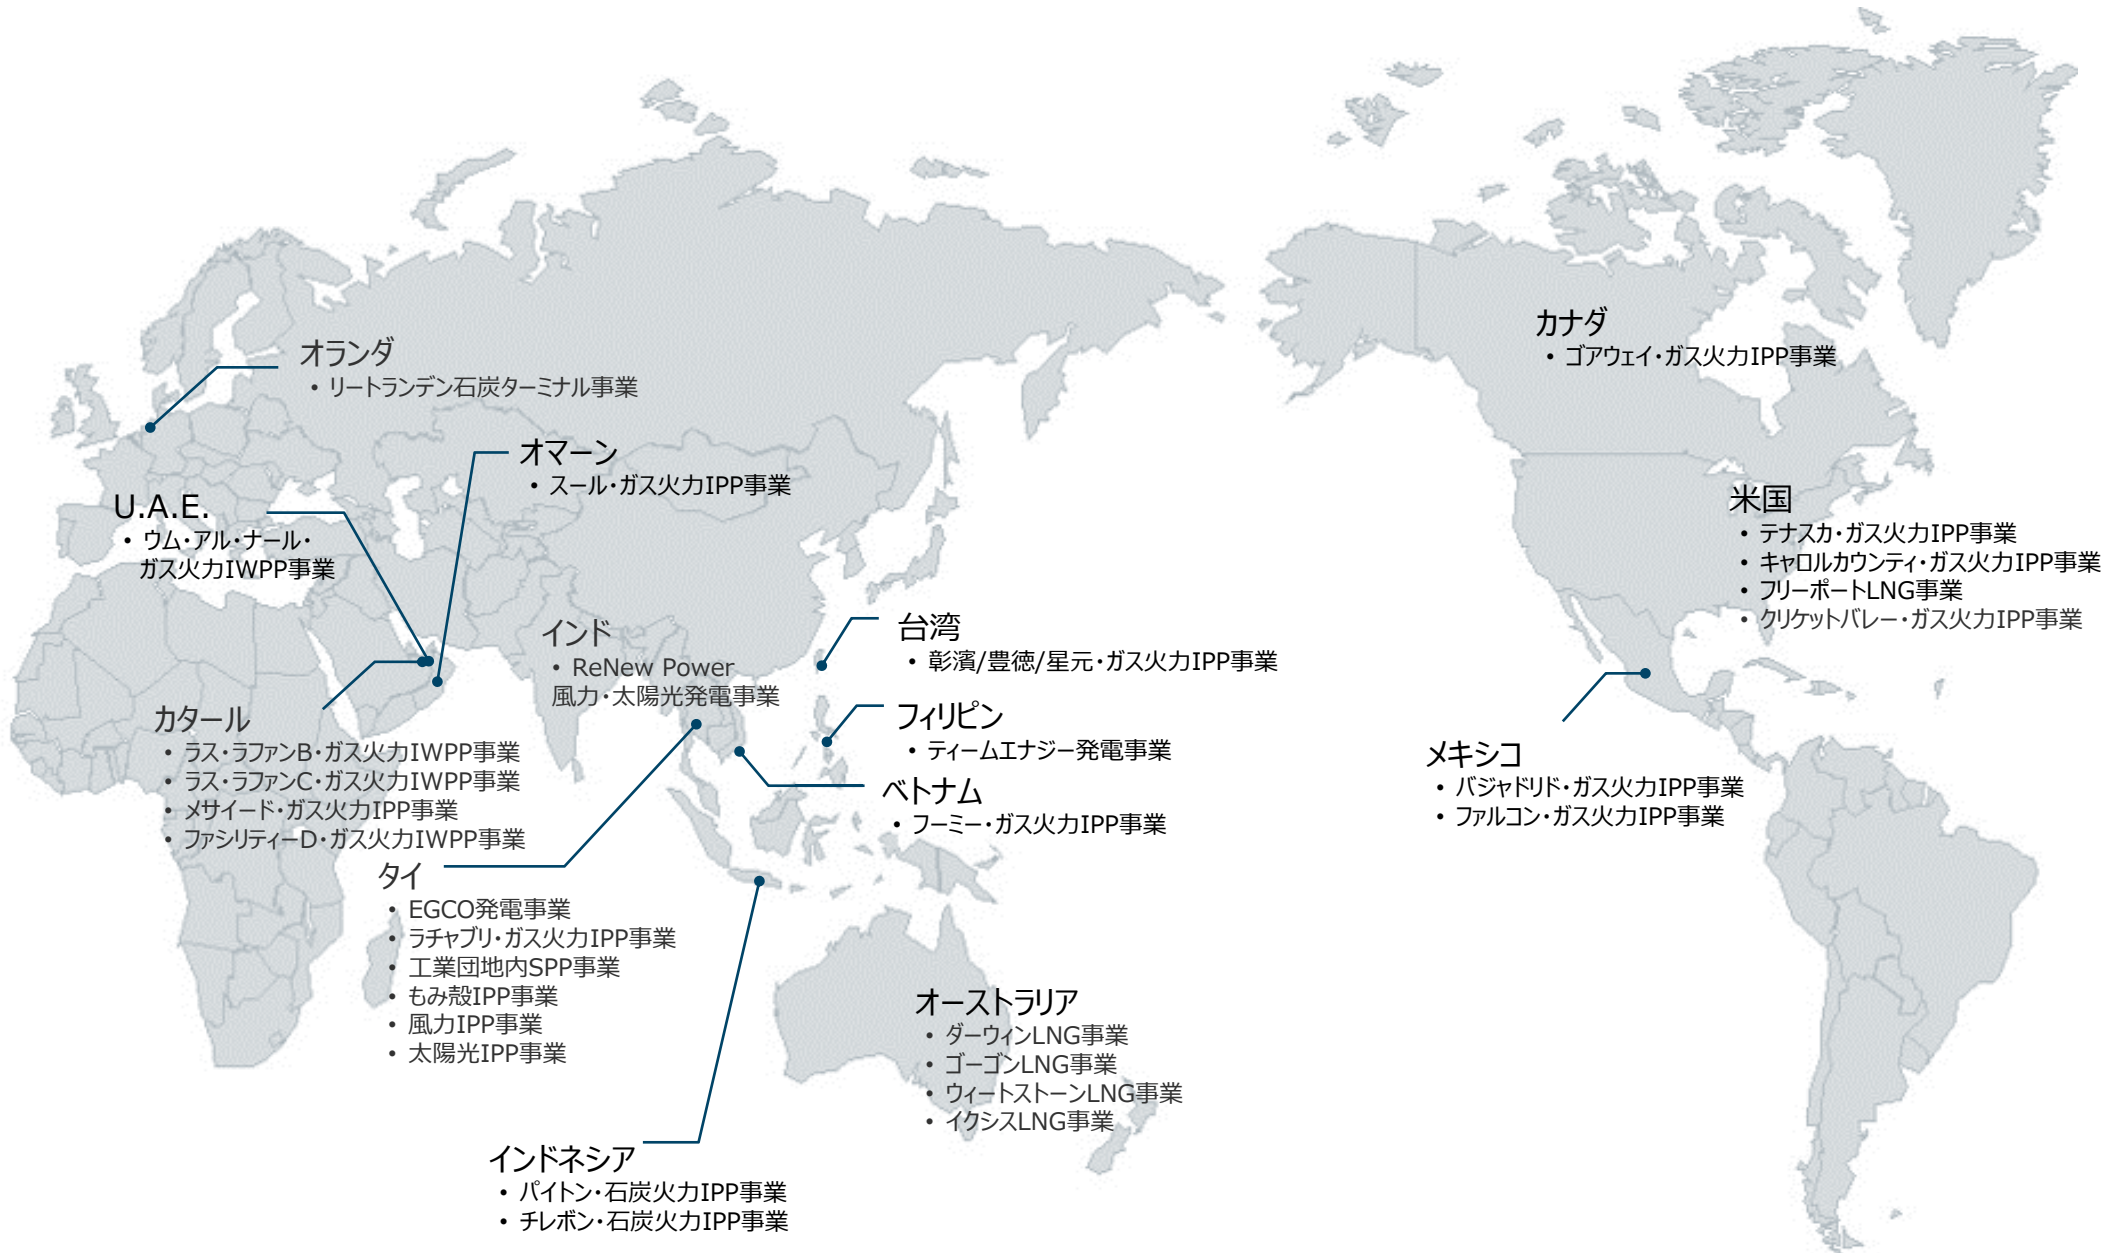 オランダ
• リートランデン石炭ターミナル事業
オマーン
• スール・ガス火力IPP事業
U.A.E.
• ウム・アル・ナール・
ガス火力IWPP事業
カタール
• ラス・ラファンB・ガス火力IWPP事業
• ラス・ラファンC・ガス火力IWPP事業
• メサイード・ガス火力IPP事業
• ファシリティーD・ガス火力IWPP事業
インド
• ReNew Power
風力・太陽光発電事業
タイ
• EGCO発電事業
• ラチャブリ・ガス火力IPP事業
• 工業団地内SPP事業
• もみ殻IPP事業
• 風力IPP事業
• 太陽光IPP事業
インドネシア
• パイトン・石炭火力IPP事業
• チレボン・石炭火力IPP事業
台湾
• 彰濱/豊徳/星元・ガス火力IPP事業
フィリピン
• ティームエナジー発電事業
ベトナム
• フーミー・ガス火力IPP事業
オーストラリア
• ダーウィンLNG事業
• ゴーゴンLNG事業
• ウィートストーンLNG事業
• イクシスLNG事業
カナダ
• ゴアウェイ・ガス火力IPP事業
米国
• テナスカ・ガス火力IPP事業
• キャロルカウンティ・ガス火力IPP事業
• フリーポートLNG事業
• クリケットバレー・ガス火力IPP事業
メキシコ
• バジャドリド・ガス火力IPP事業
• ファルコン・ガス火力IPP事業